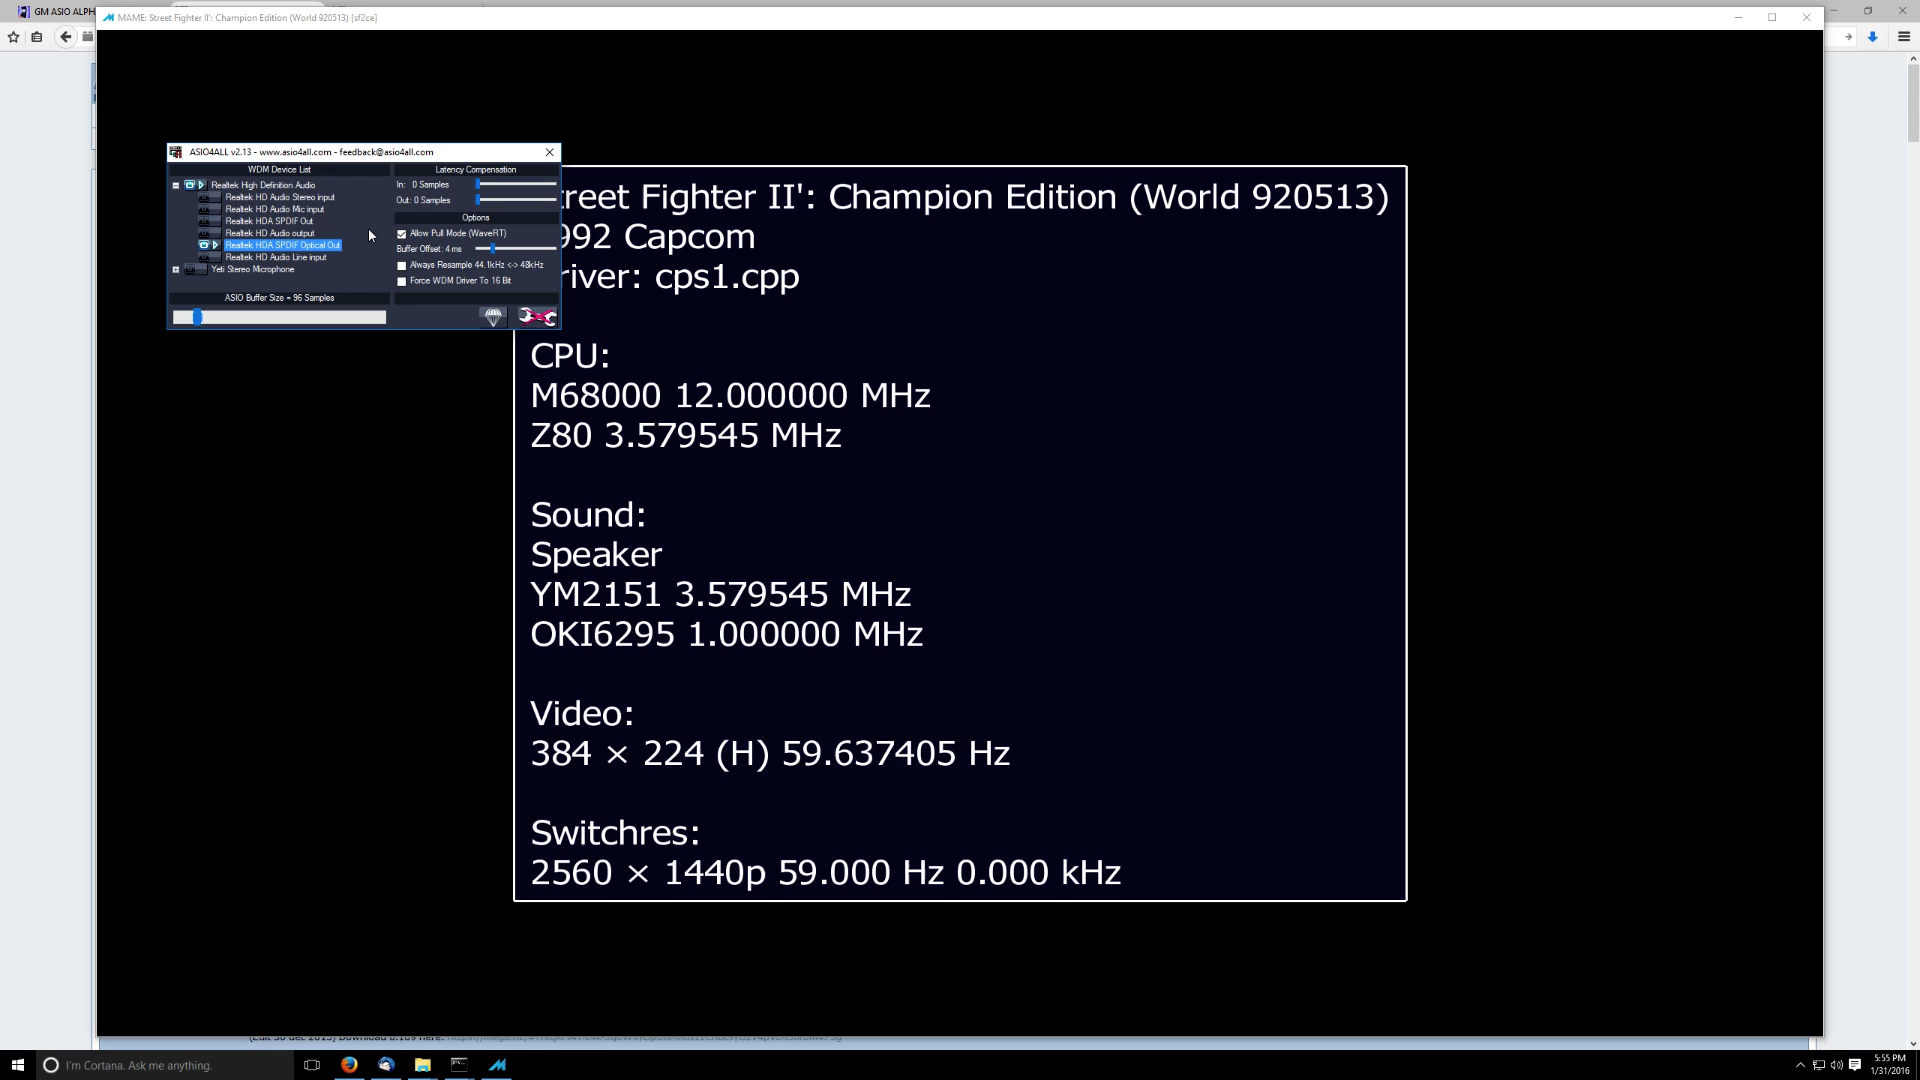 GM ASIO ALPH
MAME: Street Fighter II': Champion Edition (World 920513) [sf2ce]
ASIO4ALL v2.13 - www.asio4all.com - feedback@asio4all.com
WDM Device List
Realtek High Definition Audio
Realtek HD Audio Stereo input
Realtek HD Audio Mic input
Realtek HDA SPDIF Out
Realtek HD Audio output
Realtek HDA SPDIF Optical Out
Realtek HD Audio Line input
Yeti Stereo Microphone
ASIO Buffer Size = 96 Samples
Latency Compensation
In: 0 Samples
Out: 0 Samples
Options
Allow Pull Mode (WaveRT)
Buffer Offset: 4 ms
Always Resample 44.1kHz <-> 48kHz
Force WDM Driver To 16 Bit
treet Fighter II': Champion Edition (World 920513)
992 Capcom
river: cps1.cpp
CPU:
M68000 12.000000 MHz
Z80 3.579545 MHz
Sound:
Speaker
YM2151 3.579545 MHz
OKI6295 1.000000 MHz
Video:
384 × 224 (H) 59.637405 Hz
Switchres:
2560 × 1440p 59.000 Hz 0.000 kHz
I'm Cortana. Ask me anything.
5:55 PM
1/31/2016